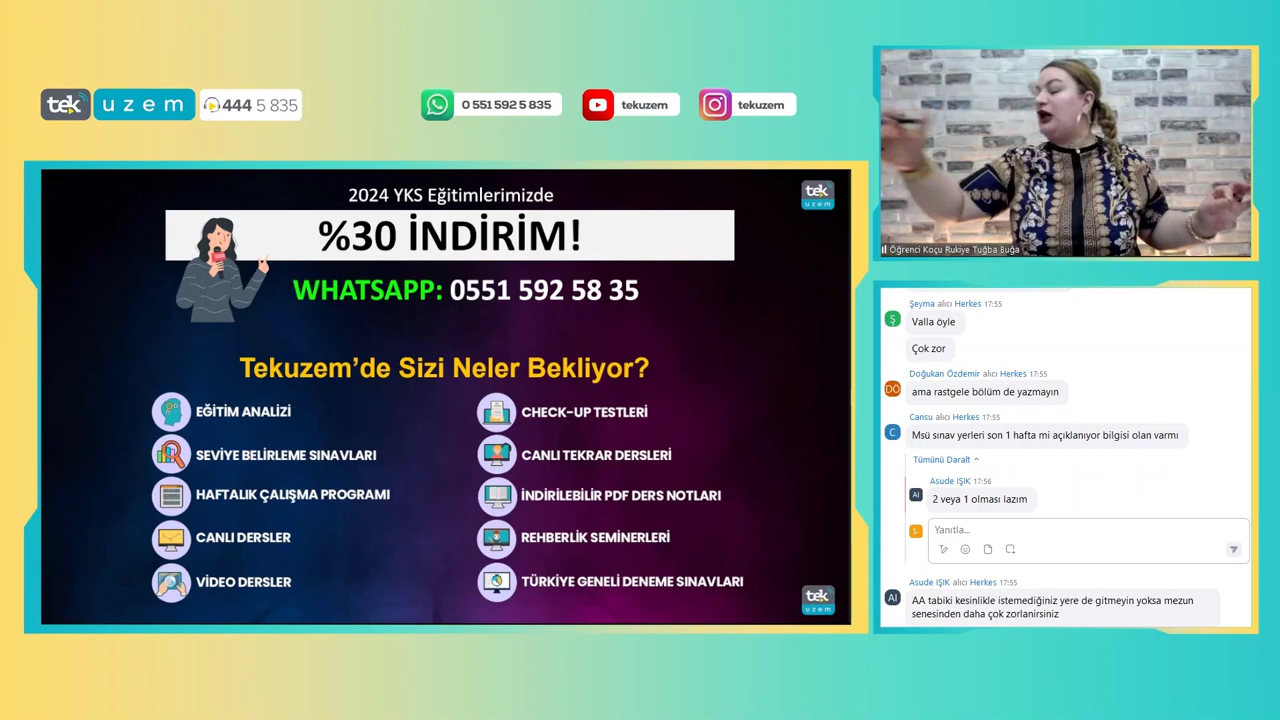 tek
uzem
444 5 835
0 551 592 5 835
tekuzem
tekuzem
2024 YKS Eğitimlerimizde
%30 İNDİRİM!
WHATSAPP: 0551 592 58 35
tek
uzem
Tekuzem’de Sizi Neler Bekliyor?
EĞİTİM ANALİZİ
SEVİYE BELİRLEME SINAVLARI
HAFTALIK ÇALIŞMA PROGRAMI
CANLI DERSLER
VİDEO DERSLER
CHECK-UP TESTLERİ
CANLI TEKRAR DERSLERİ
İNDİRİLEBİLİR PDF DERS NOTLARI
REHBERLİK SEMİNERLERİ
TÜRKİYE GENELİ DENEME SINAVLARI
tek
uzem
Öğrenci Koçu Rukiye Tuğba Buğa
Şeyma alıcı Herkes 17:55
Ş
Valla öyle
Çok zor
Doğukan Özdemir alıcı Herkes 17:55
DÖ
ama rastgele bölüm de yazmayın
Cansu alıcı Herkes 17:55
C
Msü sınav yerleri son 1 hafta mi açıklanıyor bilgisi olan varmı
Tümünü Daralt
Asude IŞIK 17:56
AI
2 veya 1 olması lazım
Yanıtla...
Asude IŞIK alıcı Herkes 17:55
AI
AA tabiki kesinlikle istemediğiniz yere de gitmeyin yoksa mezun
senesinden daha çok zorlanirsiniz